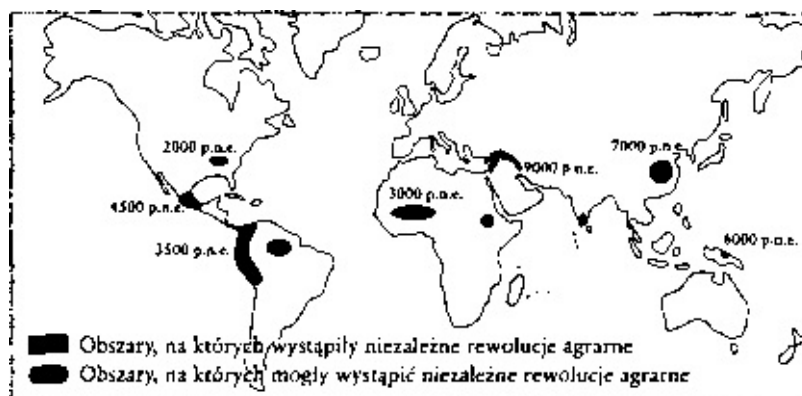 2000 p.n.e.
7000 p.n.e.
9000 p.n.e.
4500 p.n.e.
3000 p.n.e.
3500 p.n.e.
6000 p.n.e.
Obszary, na których wystąpiły niezależne rewolucje agrarne
Obszary, na których mogły wystąpić niezależne rewolucje agrarne